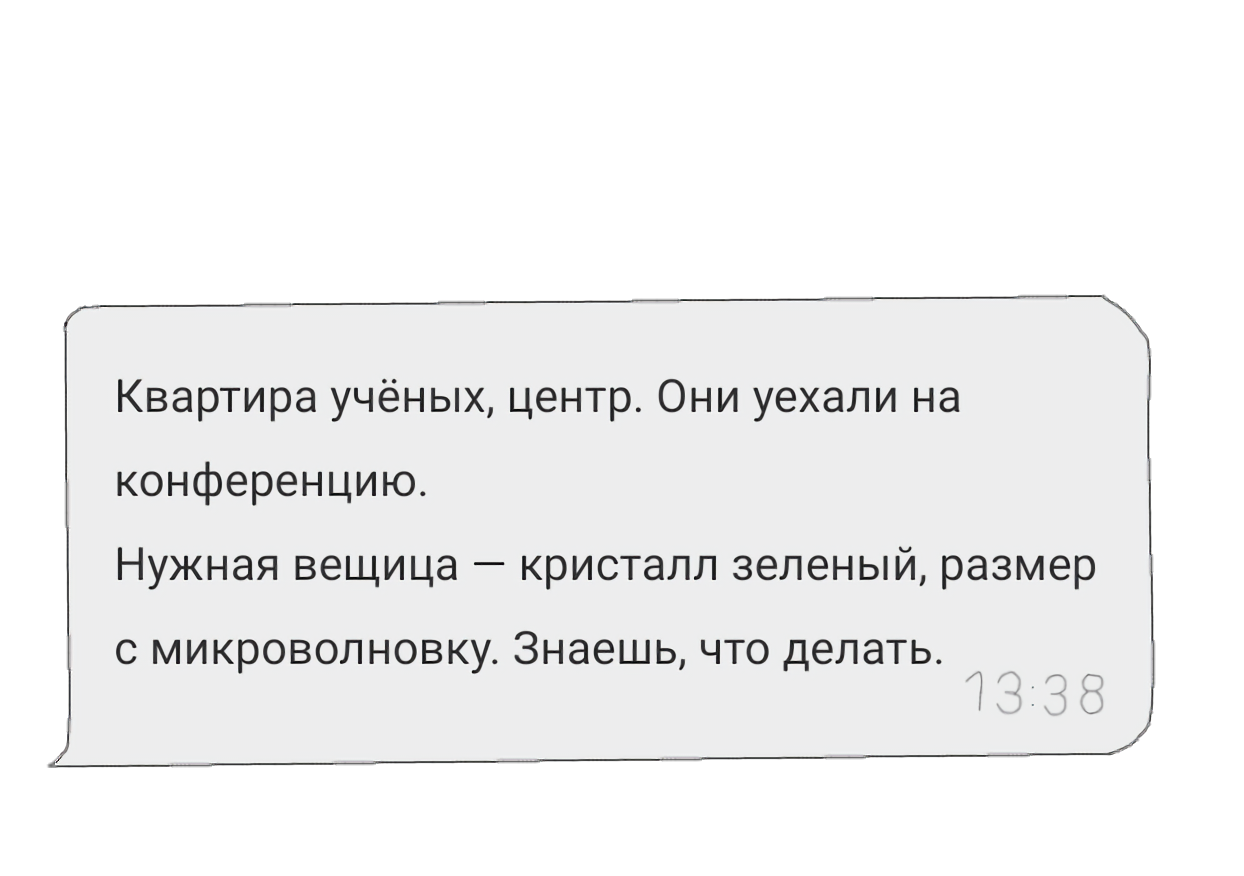 Квартира учёных, центр. Они уехали на
конференцию.
Нужная вещица — кристалл зеленый, размер
с микроволновку. Знаешь, что делать.
13:38